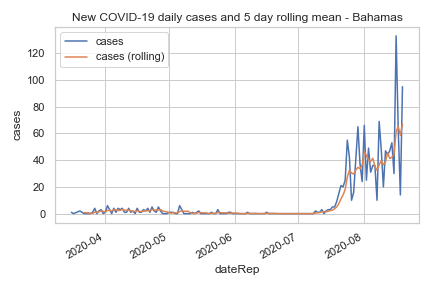 New COVID-19 daily cases and 5 day rolling mean - Bahamas
cases
cases (rolling)
120
100
80
60
40
20
0
cases
2020-04
2020-05
2020-06
2020-07
2020-08
dateRep